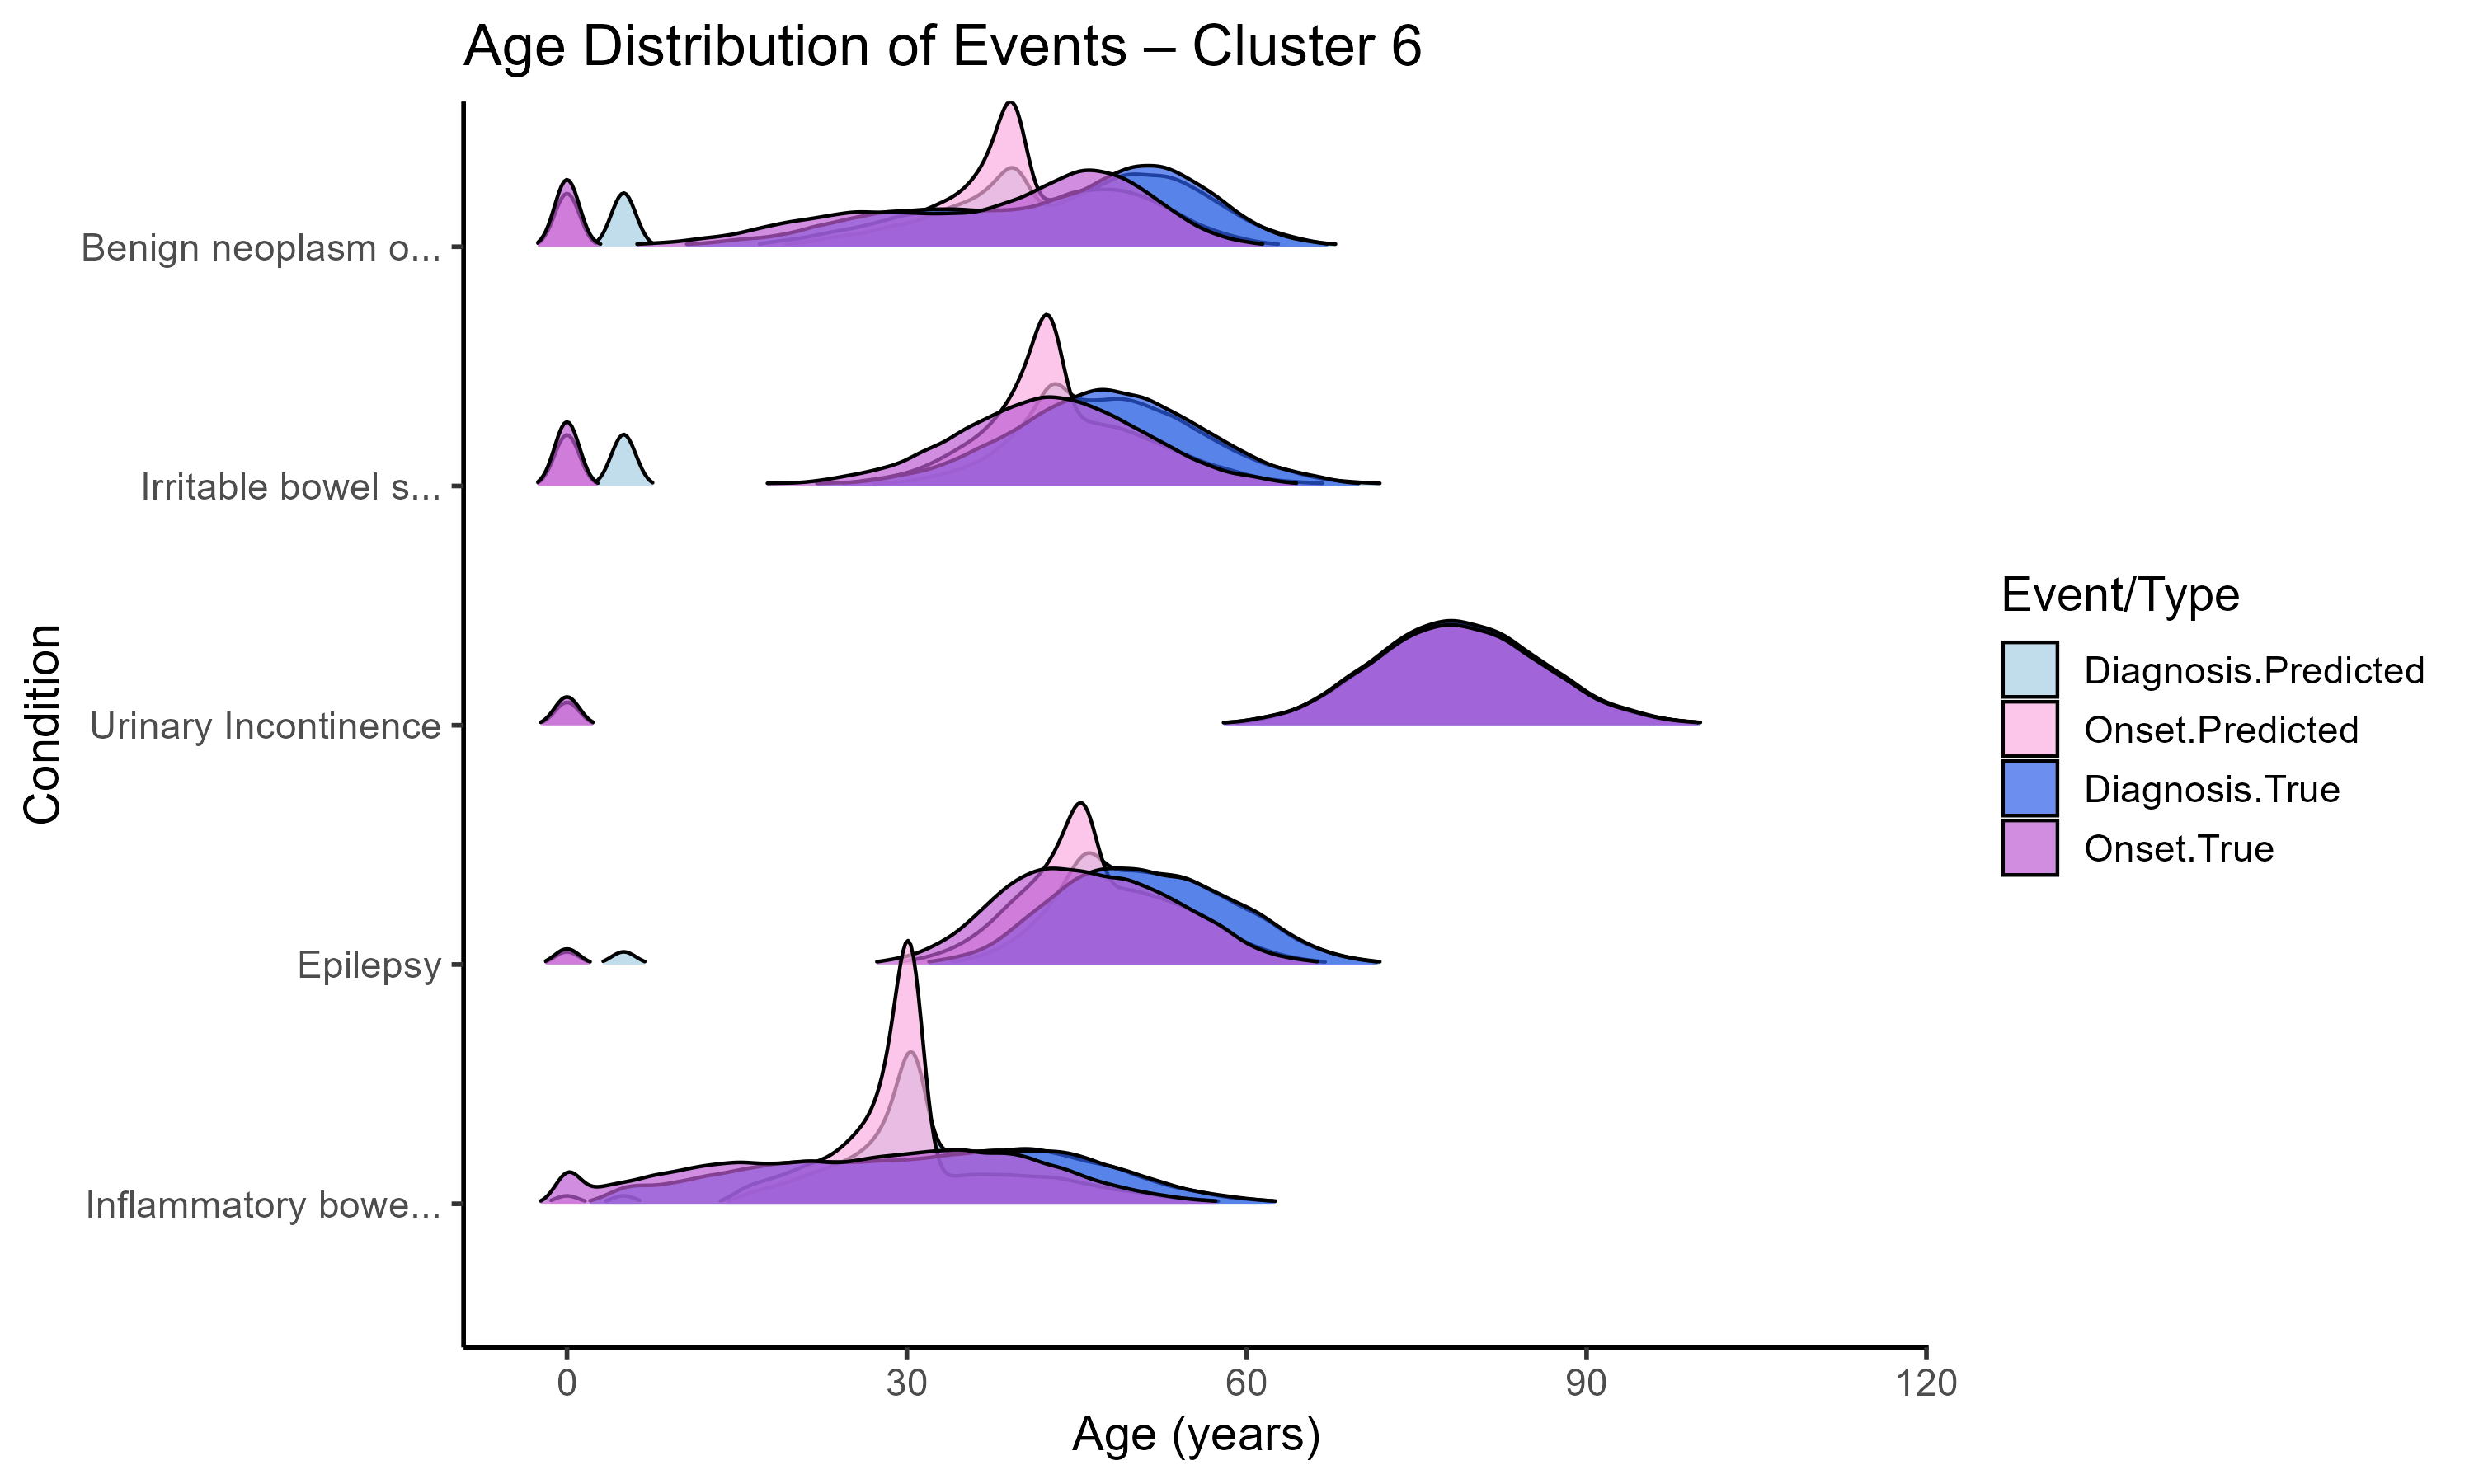 Age Distribution of Events – Cluster 6
Condition
Benign neoplasm o...
Irritable bowel s...
Urinary Incontinence
Epilepsy
Inflammatory bowe...
0 30 60 90 120
Age (years)
Event/Type
Diagnosis.Predicted
Onset.Predicted
Diagnosis.True
Onset.True